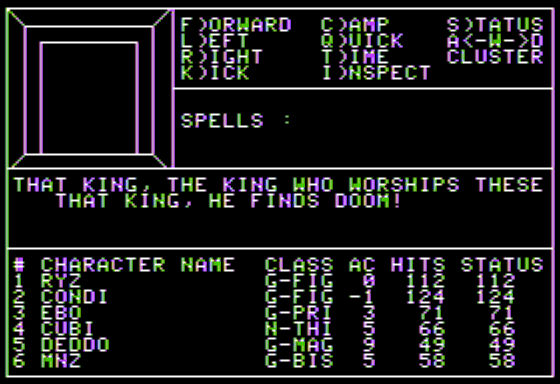 F)ORWARD C)AMP S)TATUS
L)EFT Q)UICK A<-W->D
R)IGHT T)IME CLUSTER
K)ICK I)NSPECT
SPELLS :
THAT KING, THE KING WHO WORSHIPS THESE
THAT KING, HE FINDS DOOM!
# CHARACTER NAME CLASS AC HITS STATUS
1 RYZ G-FIG 0 112 112
2 CONDI G-FIG -1 124 124
3 EBO G-PRI 3 71 71
4 CUBI N-THI 5 66 66
5 DEDDO G-MAG 9 49 49
6 MNZ G-BIS 5 58 58